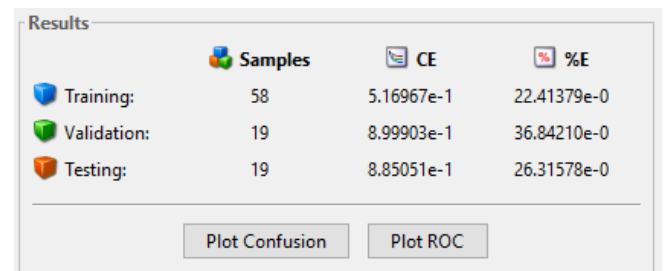 Results
Samples CE %E
Training: 58 5.16967e-1 22.41379e-0
Validation: 19 8.99903e-1 36.84210e-0
Testing: 19 8.85051e-1 26.31578e-0
Plot Confusion Plot ROC